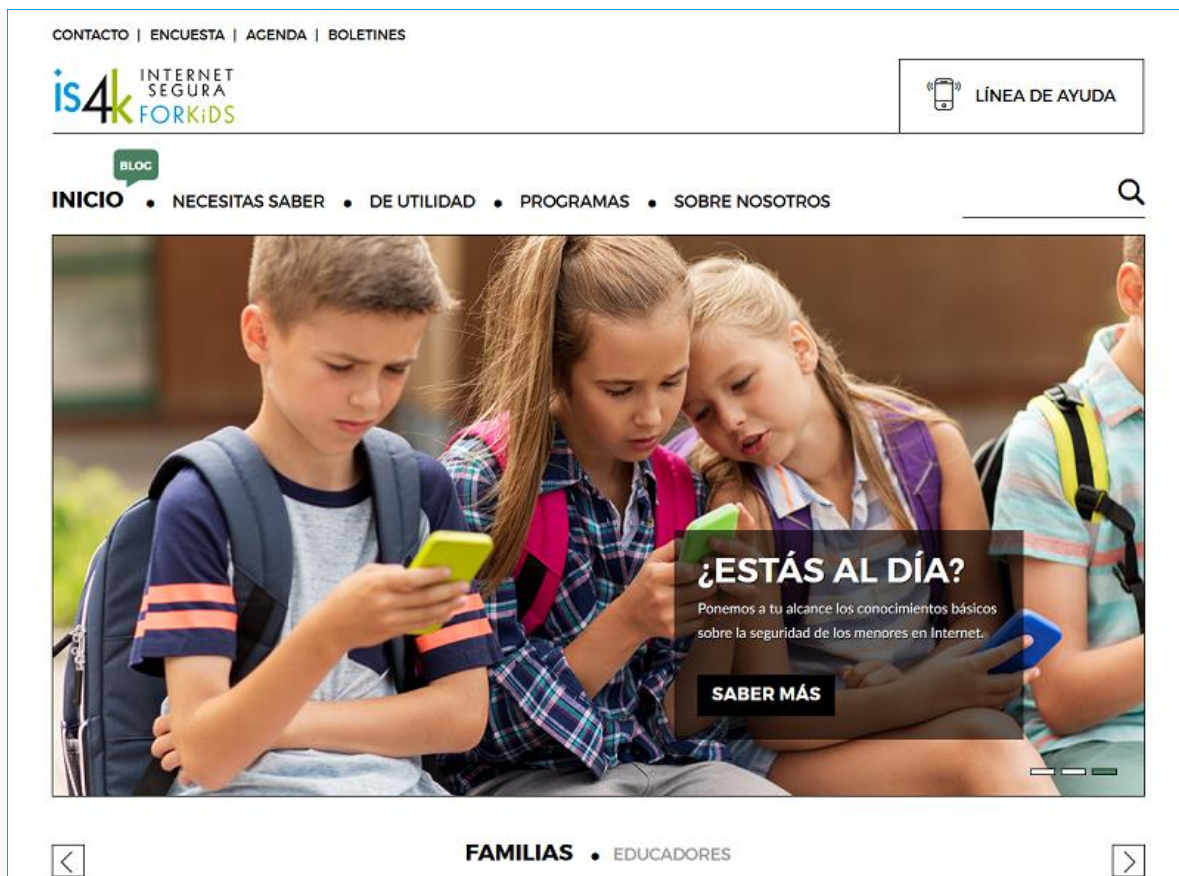 CONTACTO | ENCUESTA | AGENDA | BOLETINES
is4k INTERNET
SEGURA
FORKiDS
LÍNEA DE AYUDA
BLOG
INICIO • NECESITAS SABER • DE UTILIDAD • PROGRAMAS • SOBRE NOSOTROS
¿ESTÁS AL DÍA?
Ponemos a tu alcance los conocimientos básicos
sobre la seguridad de los menores en Internet.
SABER MÁS
FAMILIAS • EDUCADORES